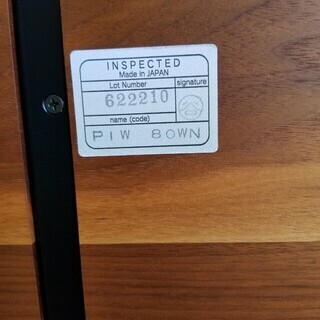 INSPECTED
Made in JAPAN
Lot Number
signature
622210
name (code)
PIW 80WN